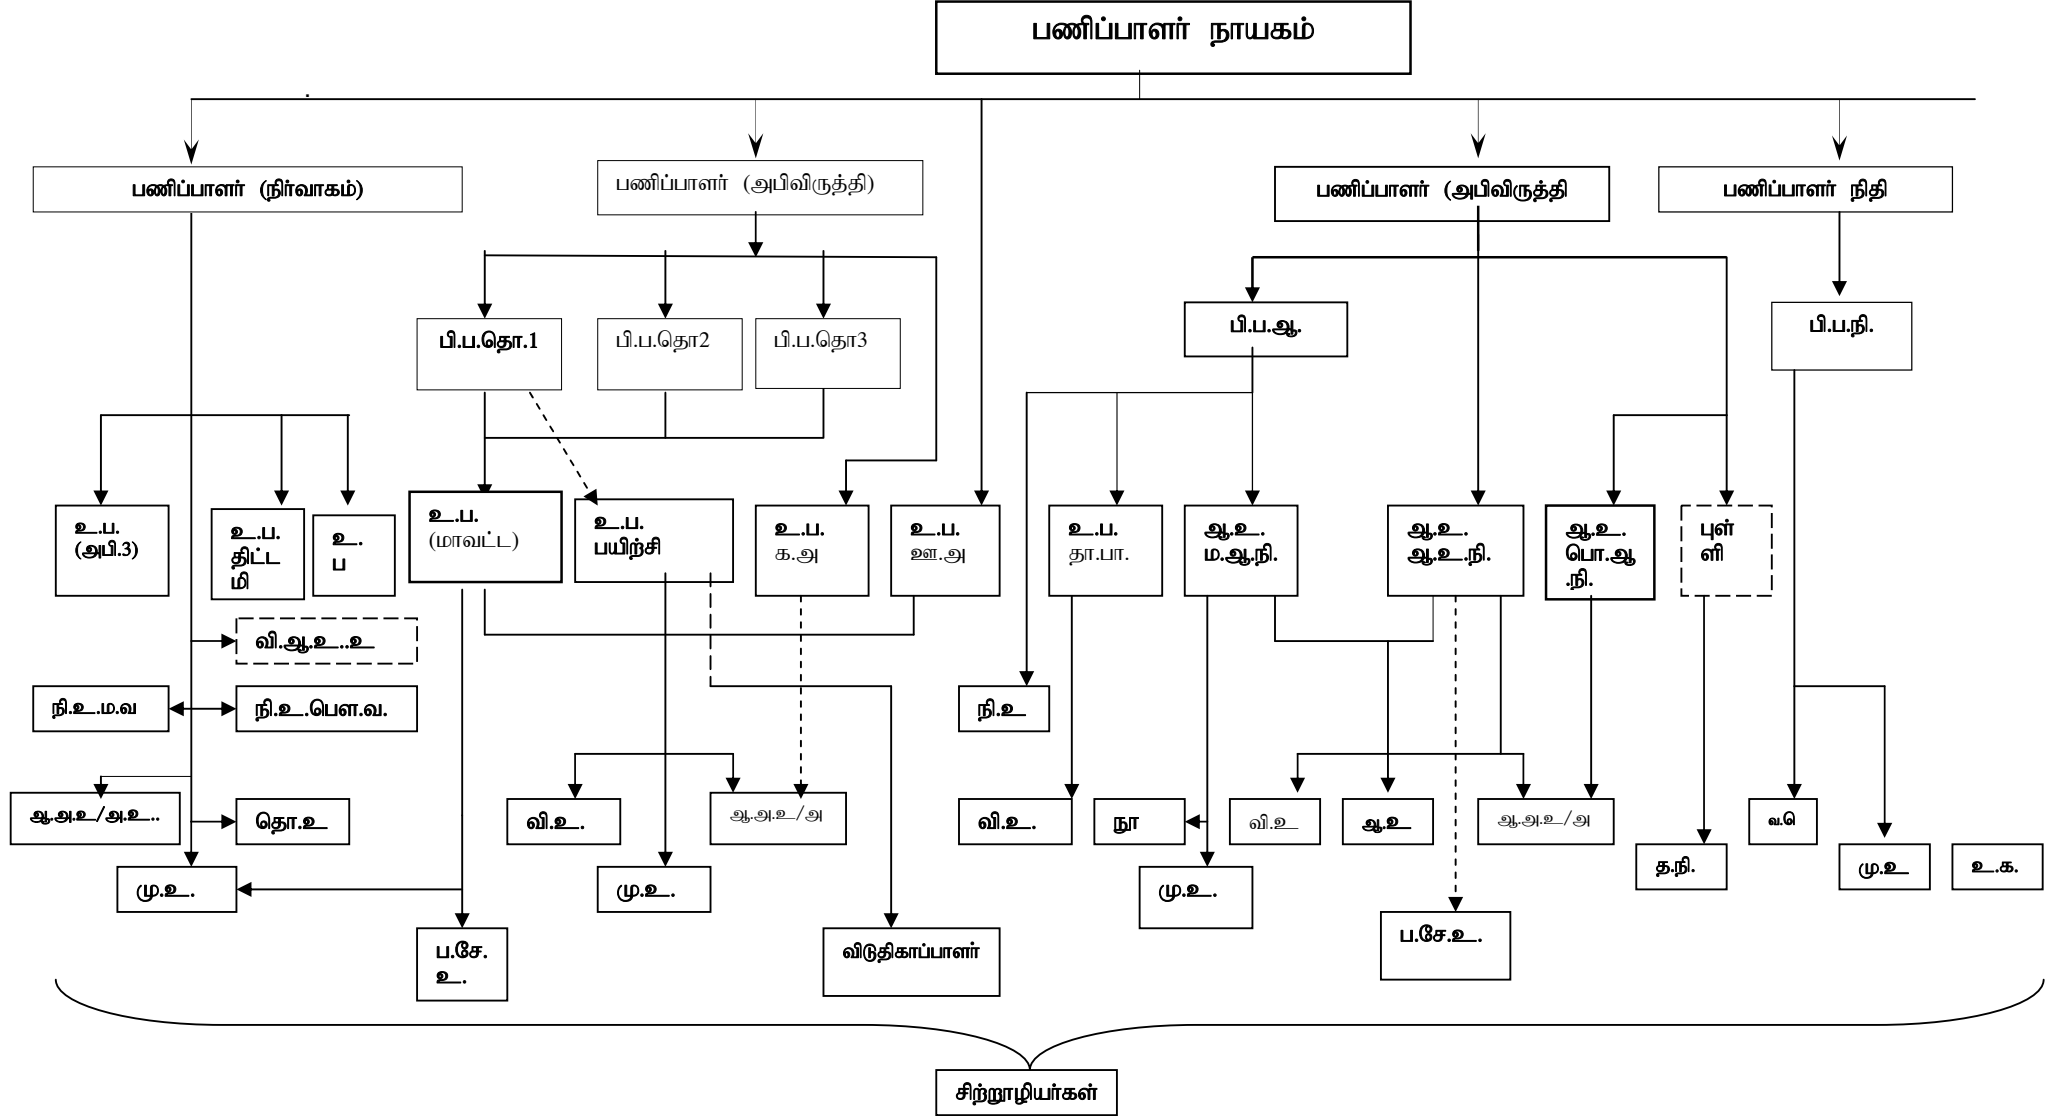 பணிப்பாளர் நாயகம்
பணிப்பாளர் (நிர்வாகம்)
பணிப்பாளர் (அபிவிருத்தி)
பணிப்பாளர் (அபிவிருத்தி
பணிப்பாளர் நிதி
பி.ப.தொ.1
பி.ப.தொ2
பி.ப.தொ3
பி.ப.ஆ.
பி.ப.நி.
உ.ப.
(அபி.3)
உ.ப.
திட்ட
மி
உ.
ப
உ.ப.
(மாவட்ட)
உ.ப.
பயிற்சி
உ.ப.
க.அ
உ.ப.
ஊ.அ
உ.ப.
தா.பா.
ஆ.உ.
ம.ஆ.நி.
ஆ.உ.
ஆ.உ.நி.
ஆ.உ.
பொ.ஆ
.நி.
புள்
ளி
வி.ஆ.உ..உ
நி.உ.ம.வ
நி.உ.பௌ.வ.
நி.உ
ஆ.அ.உ/அ.உ..
தொ.உ
வி.உ.
ஆ.அ.உ/அ
வி.உ.
நூ
வி.உ
ஆ.உ
ஆ.அ.உ/அ
வ.செ
த.நி.
மு.உ
உ.க.
மு.உ.
மு.உ.
மு.உ.
ப.சே.
உ.
விடுதிகாப்பாளர்
ப.சே.உ.
சிற்றூழியர்கள்